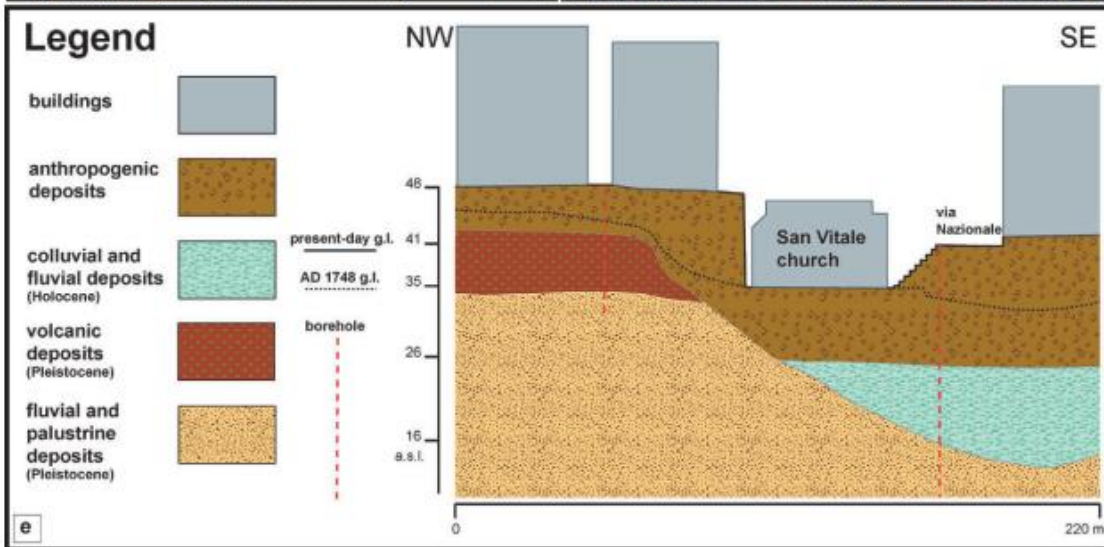 Legend
buildings
anthropogenic
deposits
colluvial and
fluvial deposits
(Holocene)
volcanic
deposits
(Pleistocene)
fluvial and
palustrine
deposits
(Pleistocene)
present-day g.l.
AD 1748 g.l.
borehole
NW
SE
48
41
35
26
16
a.s.l.
San Vitale
church
via
Nazionale
0
220 m
e